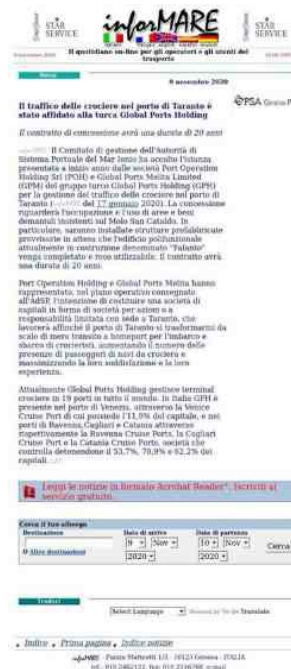 STAR
SERVICE
inforMARE
STAR
SERVICE
Il quotidiano on-line per gli operatori e gli utenti del
trasporto
9 novembre 2020
Il traffico delle crociere nel porto di Taranto è
stato affidato alla turca Global Ports Holding
PSA Genova P
Il contratto di concessione avrà una durata di 20 anni
Il Comitato di gestione dell'Autorità di
Sistema Portuale del Mar Ionio ha accolto l'istanza
presentata a inizio anno dalle società Port Operation
Holding Srl (POH) e Global Ports Melita Limited
(GPM) del gruppo turco Global Ports Holding (GPH)
per la gestione del traffico delle crociere nel porto di
Taranto ( del 17 gennaio 2020). La concessione
riguarderà l'occupazione e l'uso di aree e beni
demaniali insistenti sul Molo San Cataldo. In
particolare, saranno installate strutture prefabbricate
provvisorie in attesa che l'edificio polifunzionale
attualmente in costruzione denominato "Falanto"
venga completato e reso utilizzabile. Il contratto avrà
una durata di 20 anni.
Port Operation Holding e Global Ports Melita hanno
rappresentato, nel piano operativo consegnato
all'AdSP, l'intenzione di costituire una società di
capitali in forma di società per azioni o a
responsabilità limitata con sede a Taranto, che
lavorerà affinché il porto di Taranto si trasformi da
scalo di mero transito a homeport per l'imbarco e
sbarco di crocieristi, aumentando il numero delle
presenze di passeggeri di navi da crociera e
massimizzando la loro soddisfazione e la loro
esperienza.
Attualmente Global Ports Holding gestisce terminal
crociere in 19 porti in tutto il mondo. In Italia GPH è
presente nel porto di Venezia, attraverso la Venice
Cruise Port di cui possiede l'11,0% del capitale, e nei
porti di Ravenna, Cagliari e Catania attraverso
rispettivamente la Ravenna Cruise Porto, la Cagliari
Cruise Port e la Catania Cruise Porto, società che
controlla detenendone il 53,7%, 70,9% e 62,2% dei
capitali.
Leggi le notizie in formato Acrobat Reader®. Iscriviti al
servizio gratuito.
Cerca il tuo albergo
Destinazione
Data di arrivo
Data di partenza
9 Nov
10 Nov
Cerca
Altre destinazioni
2020
2020
Select Language
Translate
Indice Prima pagina Indice notizie
inforMARE - Piazza Matteotti 1/3 - 16123 Genova - ITALIA
tel.: 010.2462122, fax: 010.2516768, e-mail